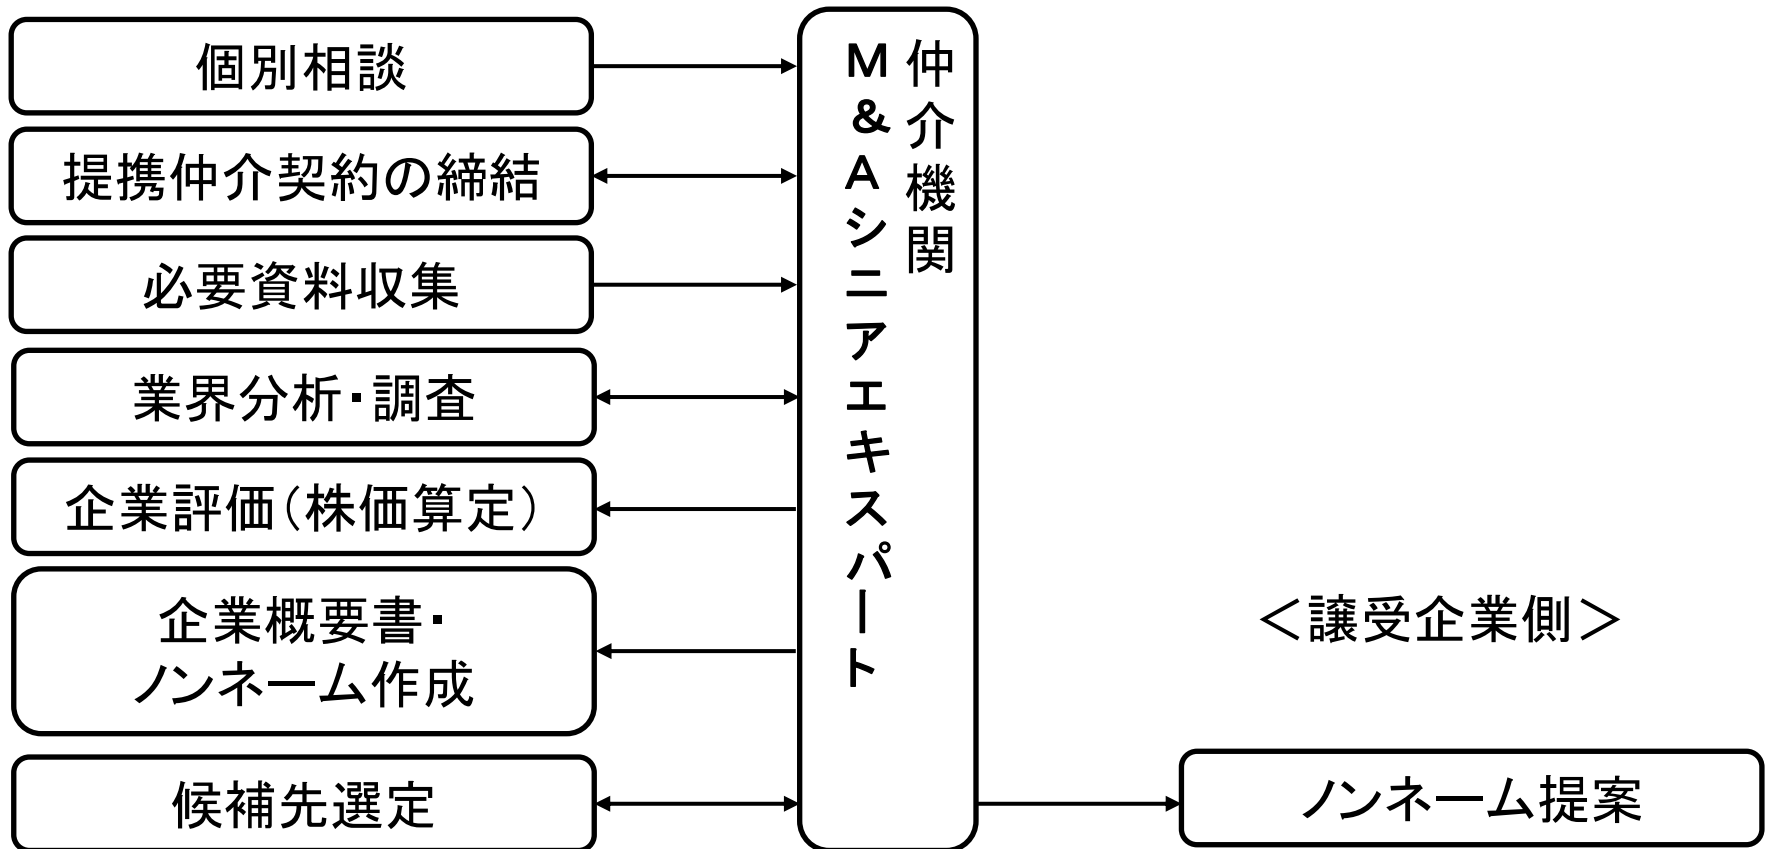 個別相談
提携仲介契約の締結
必要資料収集
業界分析・調査
企業評価（株価算定）
企業概要書・
ノンネーム作成
候補先選定
仲介機関
Ｍ＆Ａシニアエキスパート
＜譲受企業側＞
ノンネーム提案